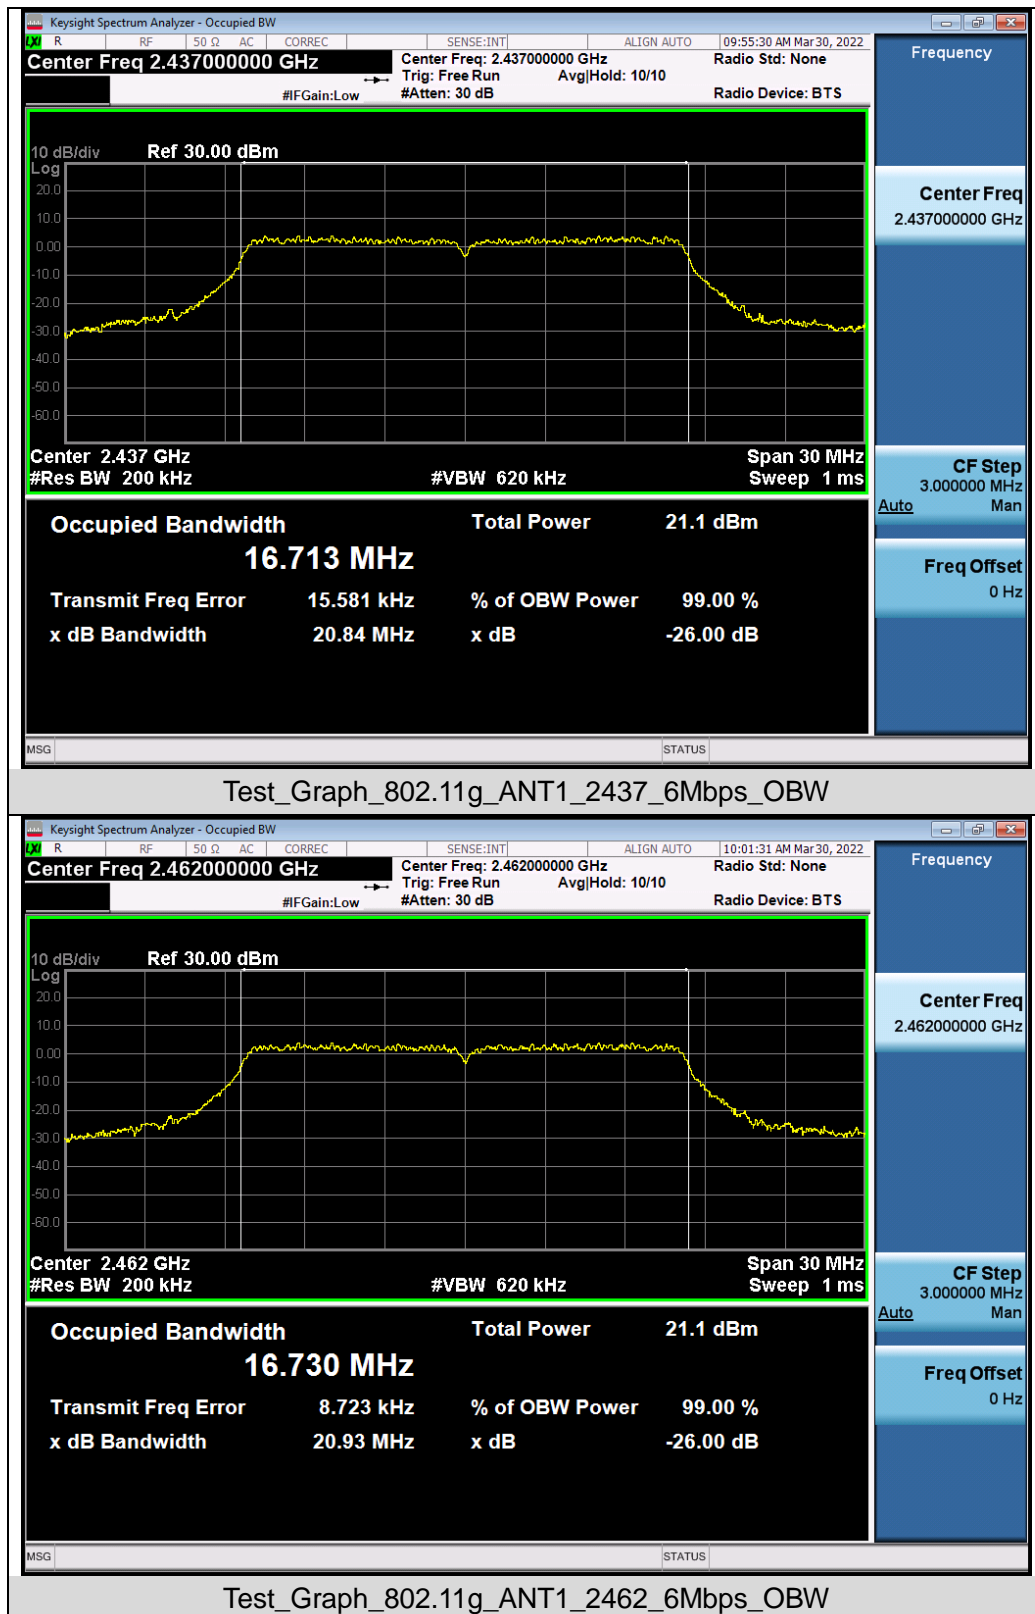 Keysight Spectrum Analyzer - Occupied BW
LXI R RF 50 Ω AC CORREC SENSE:INT ALIGN AUTO 09:55:30 AM Mar 30, 2022
Center Freq 2.437000000 GHz
Center Freq: 2.437000000 GHz Radio Std: None
Trig: Free Run Avg|Hold: 10/10
#IFGain:Low #Atten: 30 dB Radio Device: BTS
10 dB/div Ref 30.00 dBm
Log
20.0
10.0
0.00
-10.0
-20.0
-30.0
-40.0
-50.0
-60.0
Center 2.437 GHz Span 30 MHz
#Res BW 200 kHz #VBW 620 kHz Sweep 1 ms
Occupied Bandwidth Total Power 21.1 dBm
16.713 MHz
Transmit Freq Error 15.581 kHz % of OBW Power 99.00 %
x dB Bandwidth 20.84 MHz x dB -26.00 dB
MSG STATUS
Frequency
Center Freq
2.437000000 GHz
CF Step
3.000000 MHz
Auto Man
Freq Offset
0 Hz
Test_Graph_802.11g_ANT1_2437_6Mbps_OBW
Keysight Spectrum Analyzer - Occupied BW
LXI R RF 50 Ω AC CORREC SENSE:INT ALIGN AUTO 10:01:31 AM Mar 30, 2022
Center Freq 2.462000000 GHz
Center Freq: 2.462000000 GHz Radio Std: None
Trig: Free Run Avg|Hold: 10/10
#IFGain:Low #Atten: 30 dB Radio Device: BTS
10 dB/div Ref 30.00 dBm
Log
20.0
10.0
0.00
-10.0
-20.0
-30.0
-40.0
-50.0
-60.0
Center 2.462 GHz Span 30 MHz
#Res BW 200 kHz #VBW 620 kHz Sweep 1 ms
Occupied Bandwidth Total Power 21.1 dBm
16.730 MHz
Transmit Freq Error 8.723 kHz % of OBW Power 99.00 %
x dB Bandwidth 20.93 MHz x dB -26.00 dB
MSG STATUS
Frequency
Center Freq
2.462000000 GHz
CF Step
3.000000 MHz
Auto Man
Freq Offset
0 Hz
Test_Graph_802.11g_ANT1_2462_6Mbps_OBW